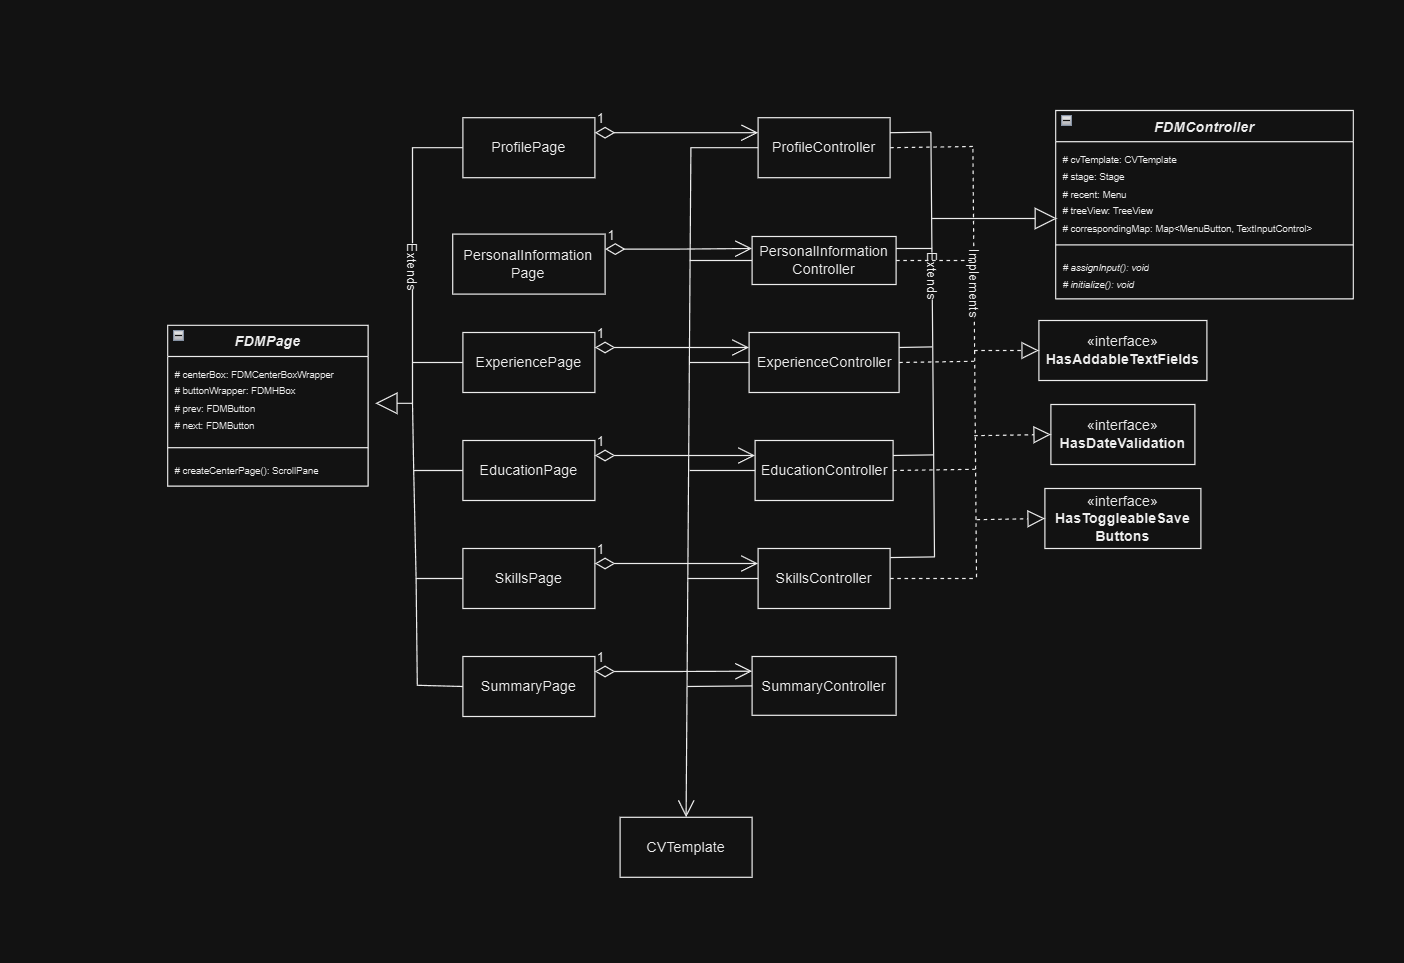 FDMPage
# centerBox: FDMCenterBoxWrapper
# buttonWrapper: FDMHBox
# prev: FDMButton
# next: FDMButton
# createCenterPage(): ScrollPane
Extends
ProfilePage
1
PersonalInformation
Page
1
ExperiencePage
1
EducationPage
1
SkillsPage
1
SummaryPage
1
ProfileController
PersonalInformation
Controller
ExperienceController
EducationController
SkillsController
SummaryController
CVTemplate
Extends
Implements
FDMController
# cvTemplate: CVTemplate
# stage: Stage
# recent: Menu
# treeView: TreeView
# correspondingMap: Map<MenuButton, TextInputControl>
# assignInput(): void
# initialize(): void
«interface»
HasAddableTextFields
«interface»
HasDateValidation
«interface»
HasToggleableSave
Buttons